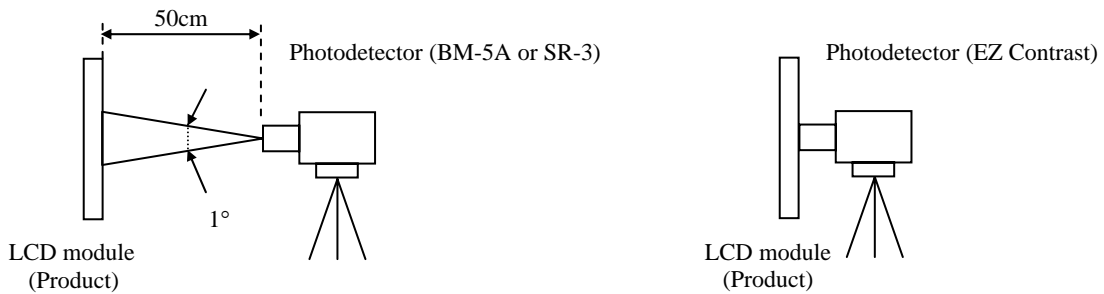 50cm
Photodetector (BM-5A or SR-3)
1°
LCD module
(Product)
Photodetector (EZ Contrast)
LCD module
(Product)